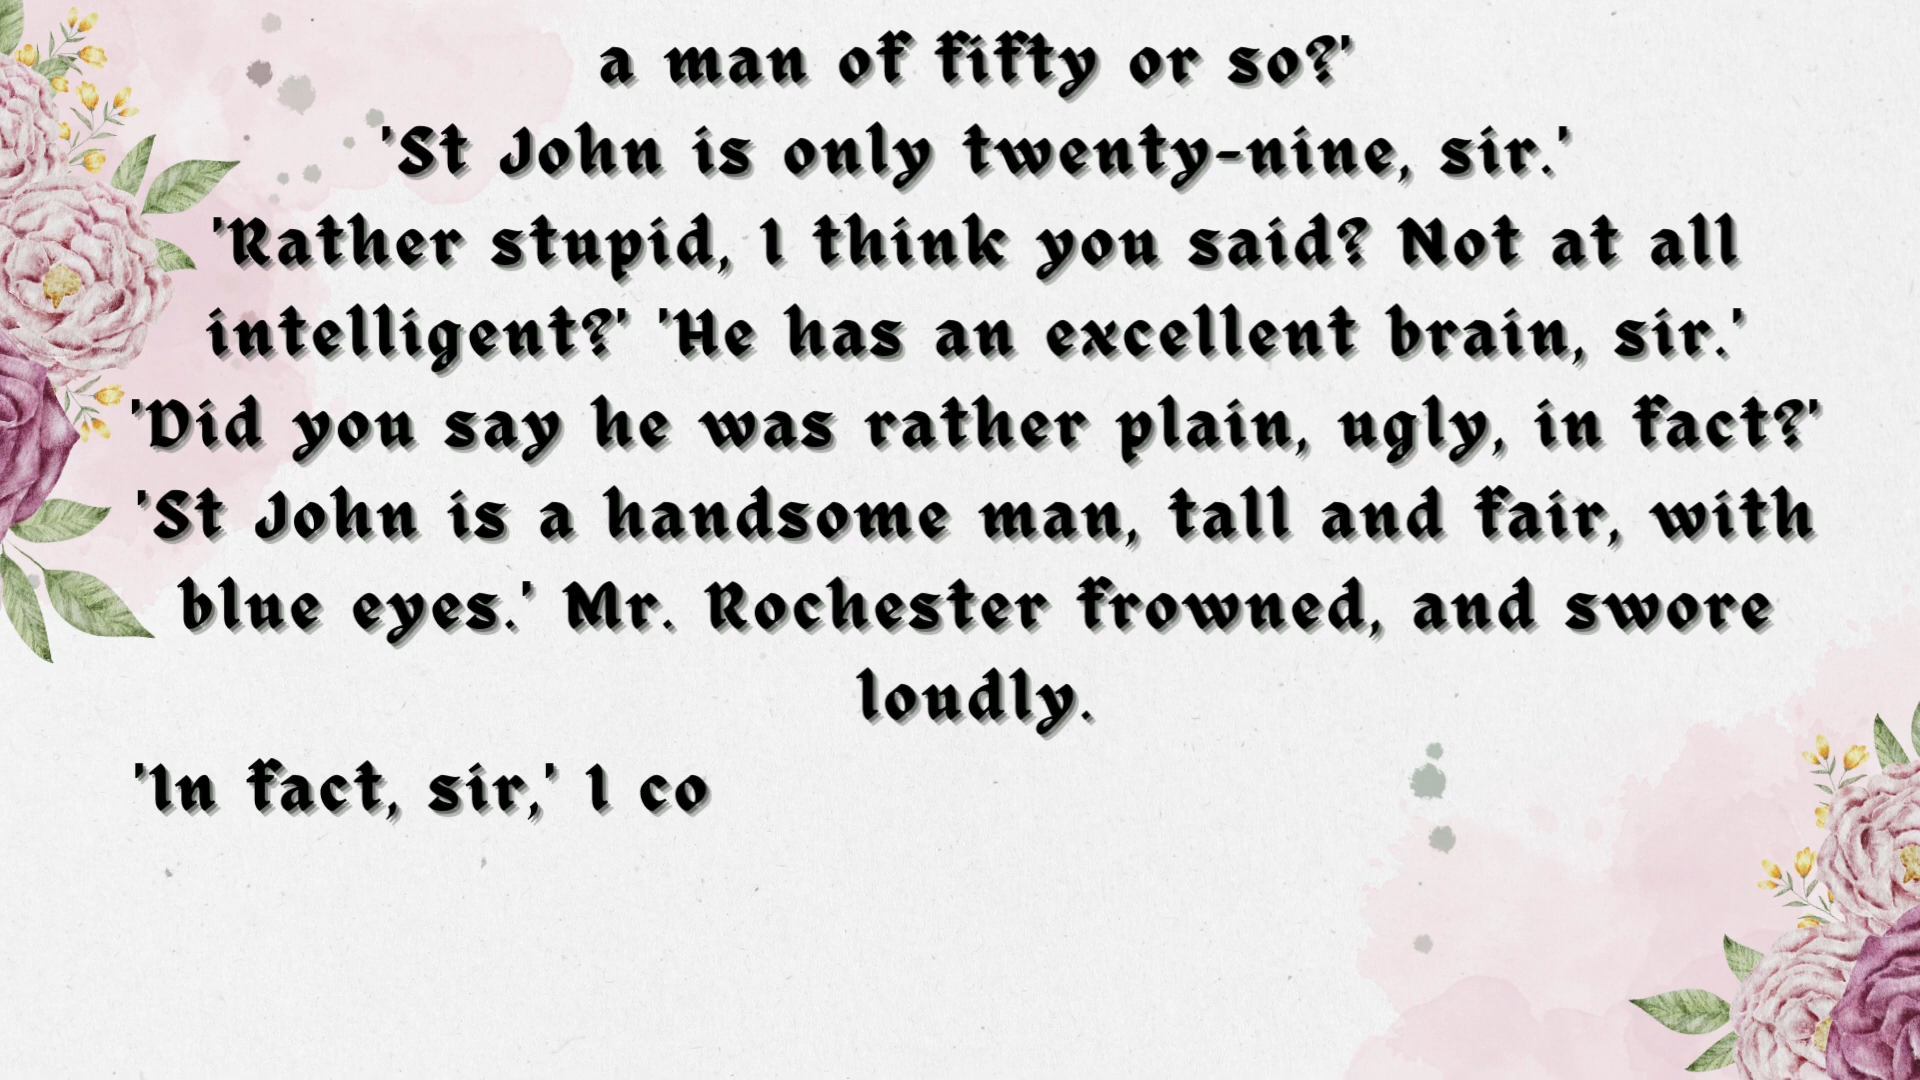 a man of fifty or so?'
'St John is only twenty-nine, sir.'
'Rather stupid, I think you said? Not at all
intelligent?' 'He has an excellent brain, sir.'
'Did you say he was rather plain, ugly, in fact?'
'St John is a handsome man, tall and fair, with
blue eyes.' Mr. Rochester frowned, and swore
loudly.
'In fact, sir,' I co